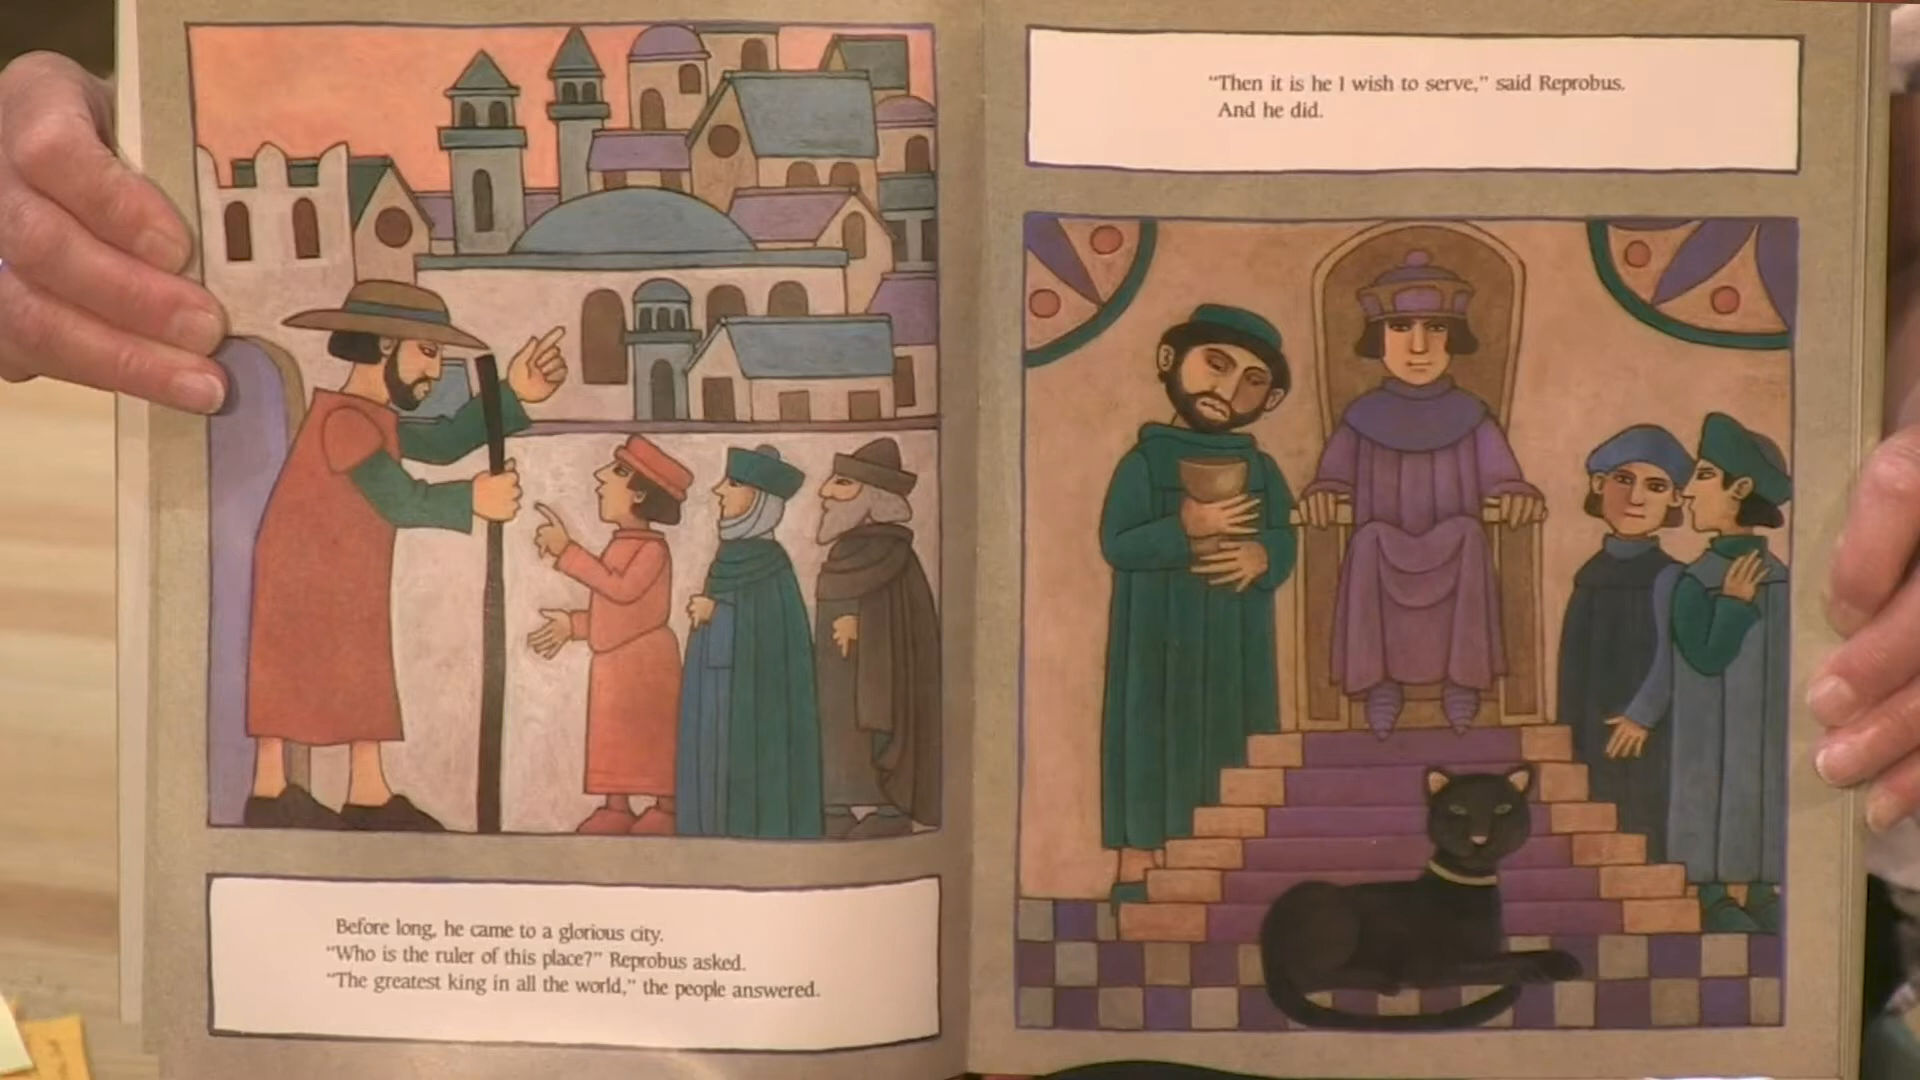 Before long, he came to a glorious city.
"Who is the ruler of this place?" Reprobus asked.
"The greatest king in all the world," the people answered.
"Then it is he I wish to serve," said Reprobus.
And he did.